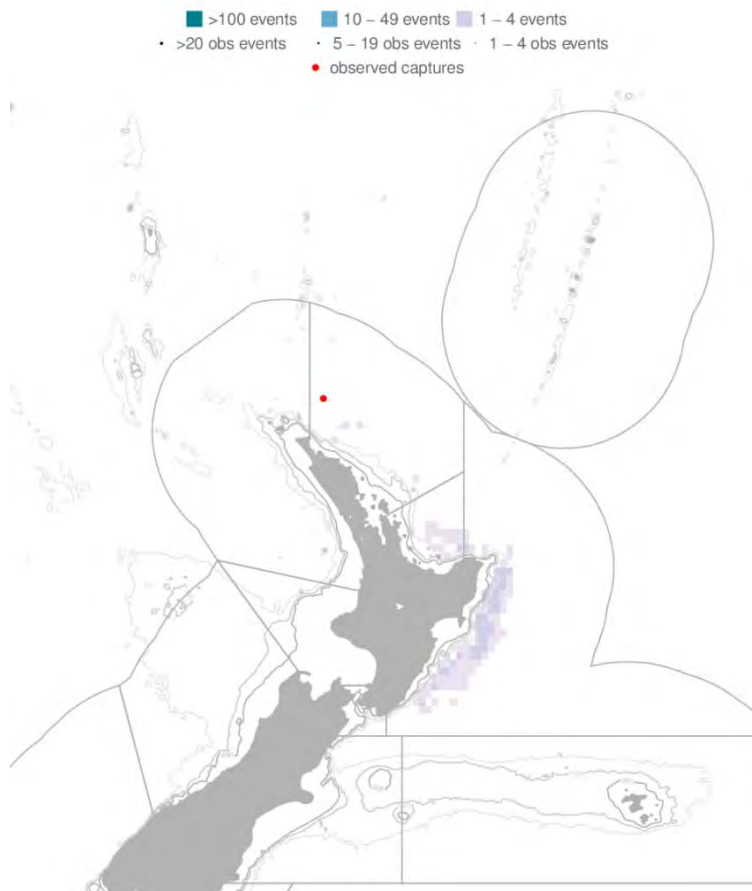 >100 events 10 – 49 events 1 – 4 events
>20 obs events 5 – 19 obs events 1 – 4 obs events
observed captures